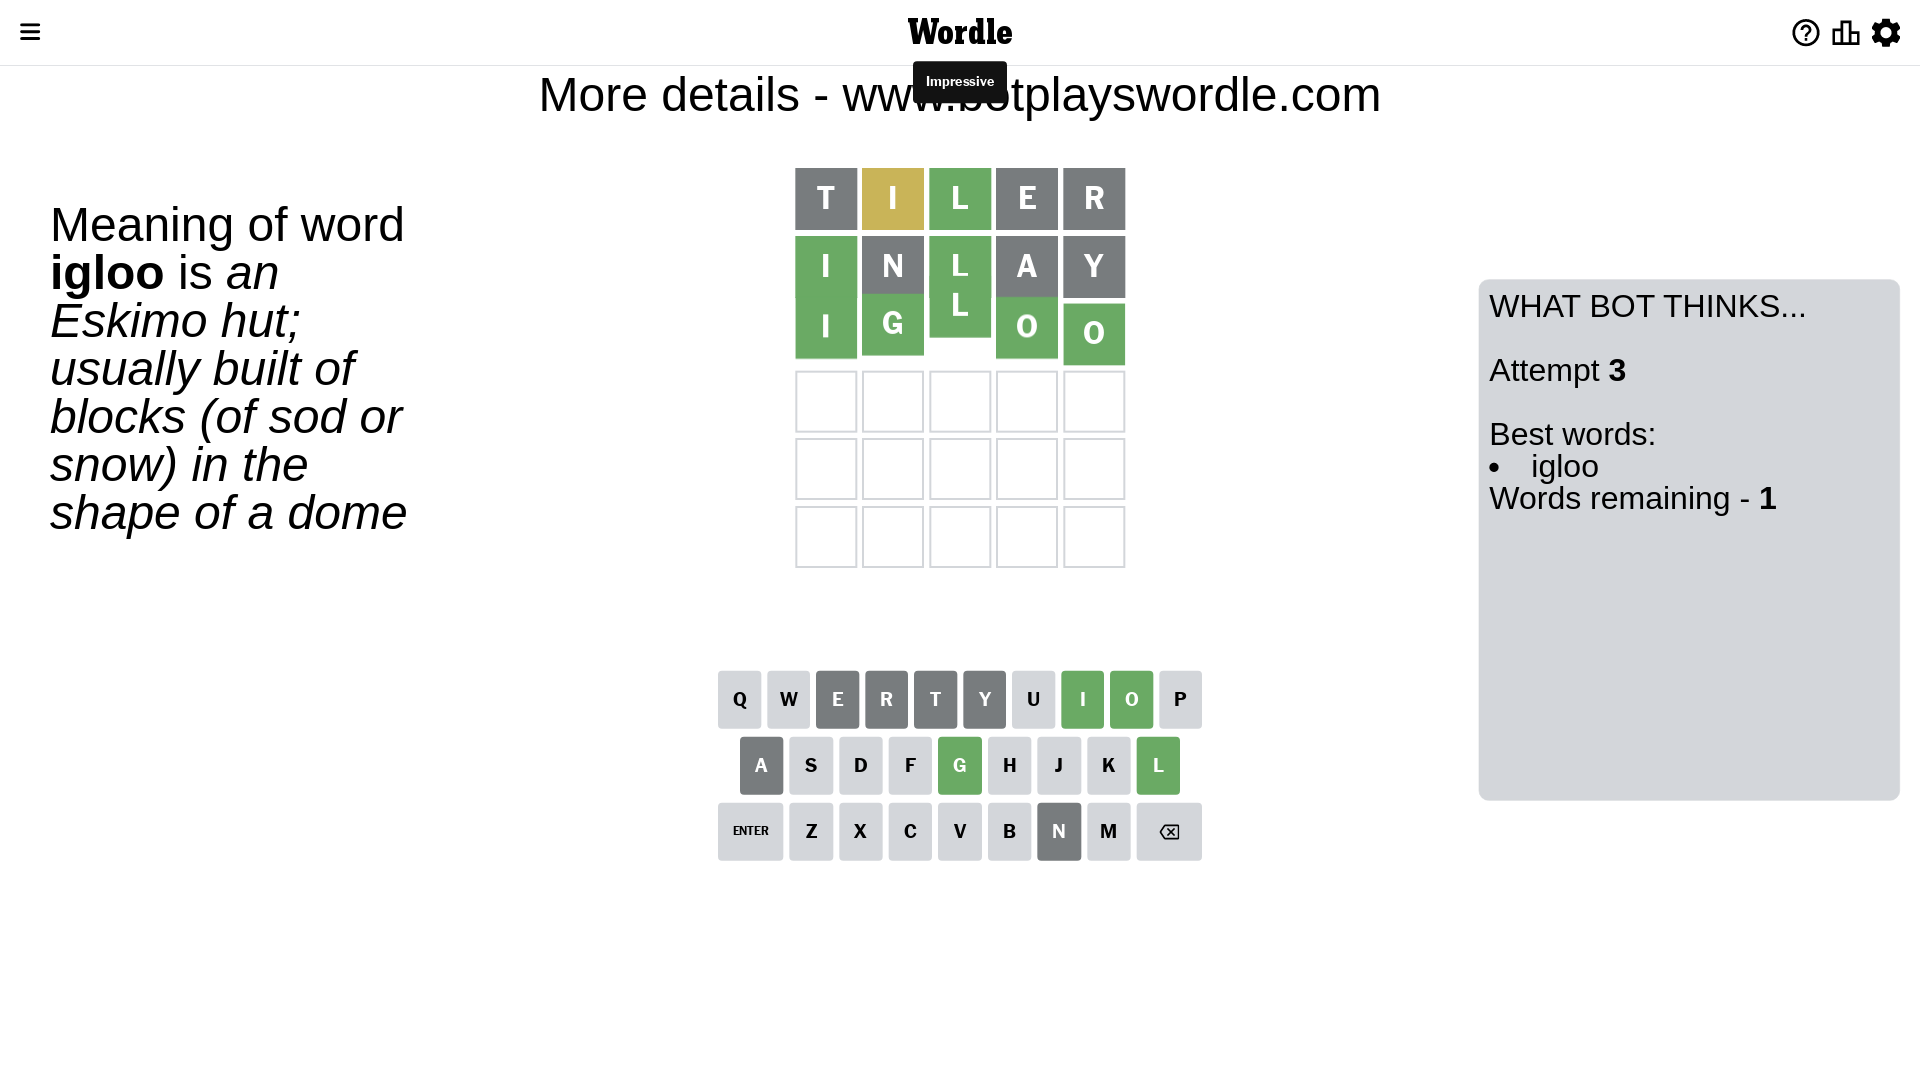 Wordle
Impressive
More details - www.botplayswordle.com
Meaning of word
igloo is an
Eskimo hut;
usually built of
blocks (of sod or
snow) in the
shape of a dome
T I L E R
I N L A Y
I G L O O
WHAT BOT THINKS...
Attempt 3
Best words:
• igloo
Words remaining - 1
Q W E R T Y U I O P
A S D F G H J K L
ENTER Z X C V B N M